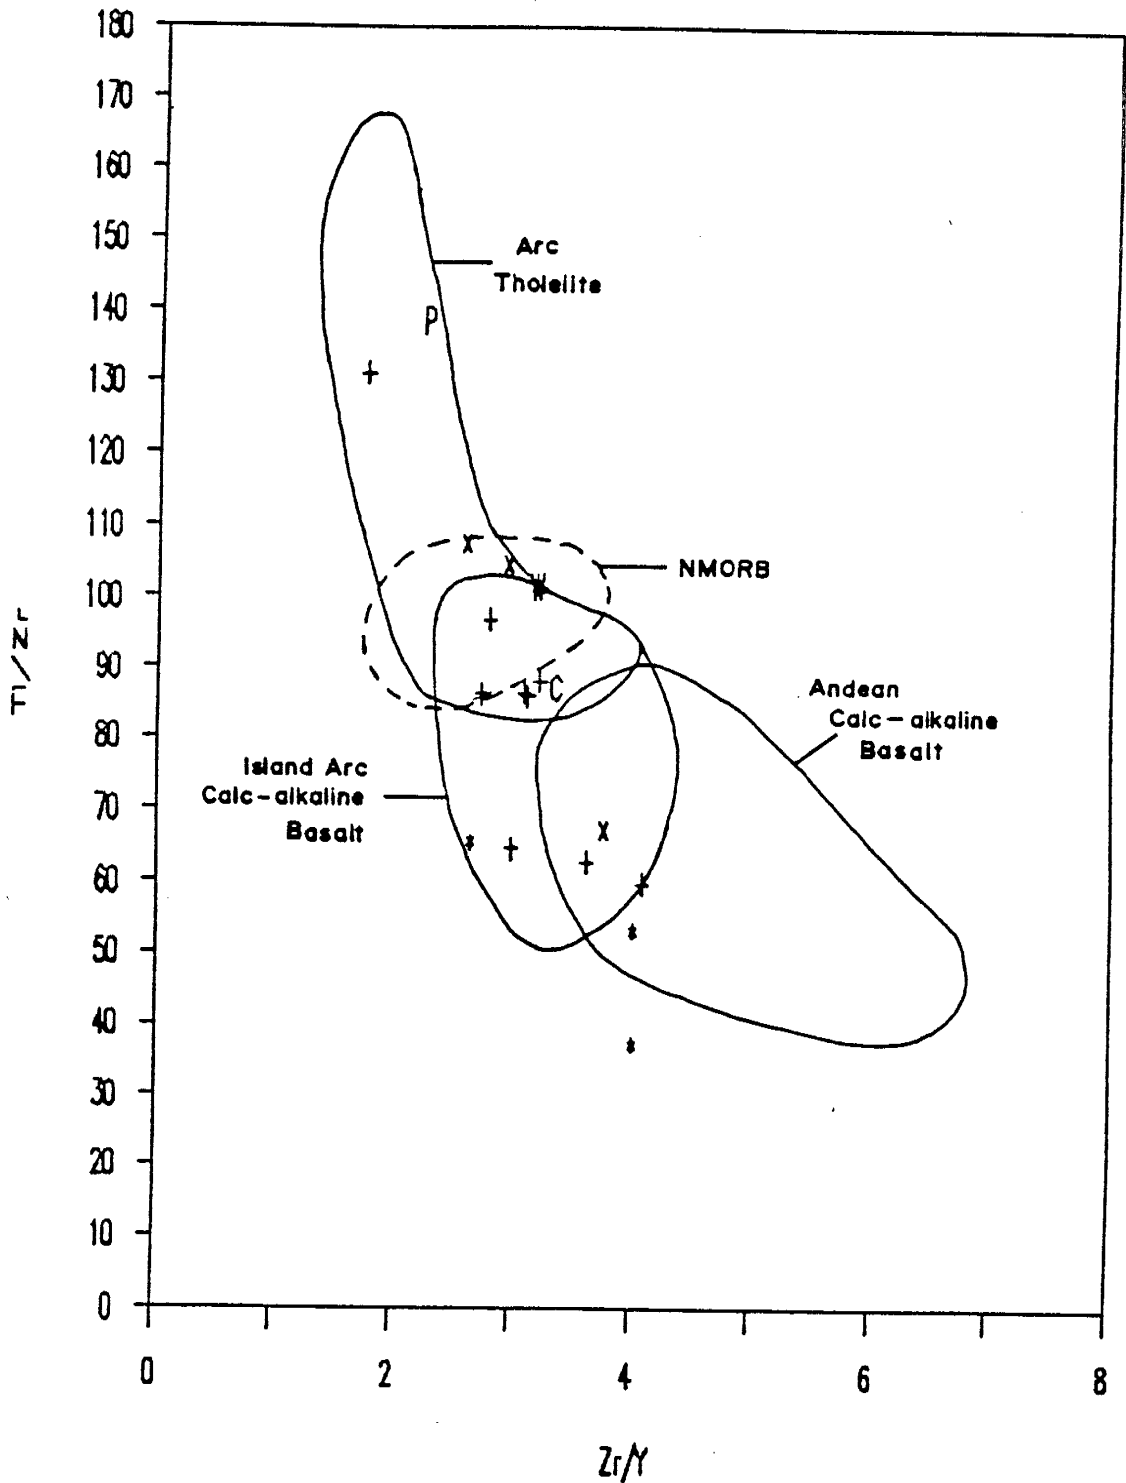 180
170
160
150
140
130
120
110
100
90
80
70
60
50
40
30
20
10
0
Ti/Zr
Arc
Tholeiite
P
X
X
W
NMORB
C
Andean
Calc-alkaline
Basalt
Island Arc
Calc-alkaline
Basalt
X
0
2
4
6
8
Zr/Y